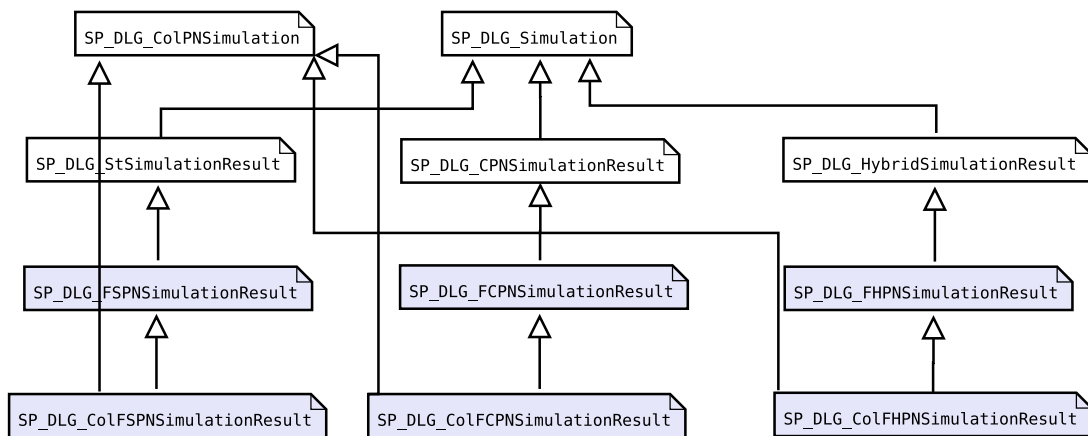 SP_DLG_ColPNSimulation
SP_DLG_Simulation
SP_DLG_StSimulationResult
SP_DLG_CPNSimulationResult
SP_DLG_HybridSimulationResult
SP_DLG_FSPNSimulationResult
SP_DLG_FCPNSimulationResult
SP_DLG_FHPNSimulationResult
SP_DLG_ColFSPNSimulationResult
SP_DLG_ColFCPNSimulationResult
SP_DLG_ColFHPNSimulationResult